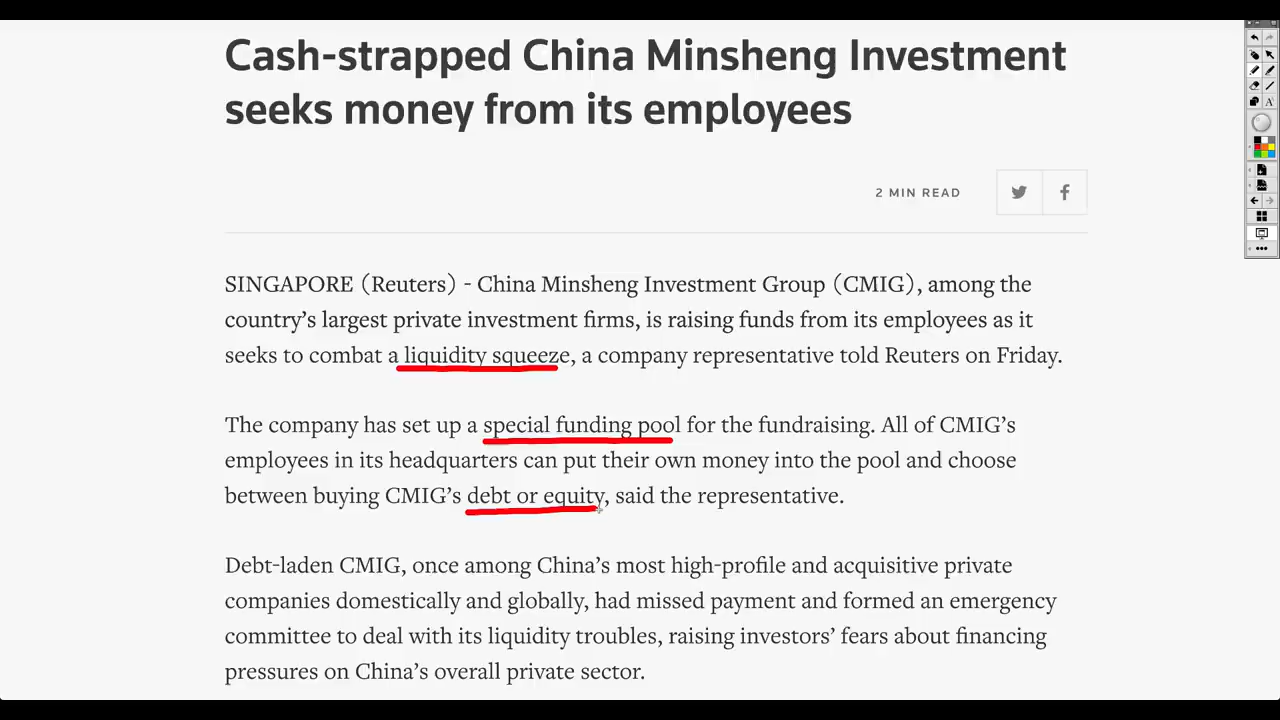 Cash-strapped China Minsheng Investment
seeks money from its employees
2 MIN READ
SINGAPORE (Reuters) - China Minsheng Investment Group (CMIG), among the
country’s largest private investment firms, is raising funds from its employees as it
seeks to combat a liquidity squeeze, a company representative told Reuters on Friday.
The company has set up a special funding pool for the fundraising. All of CMIG’s
employees in its headquarters can put their own money into the pool and choose
between buying CMIG’s debt or equity, said the representative.
Debt-laden CMIG, once among China’s most high-profile and acquisitive private
companies domestically and globally, had missed payment and formed an emergency
committee to deal with its liquidity troubles, raising investors’ fears about financing
pressures on China’s overall private sector.